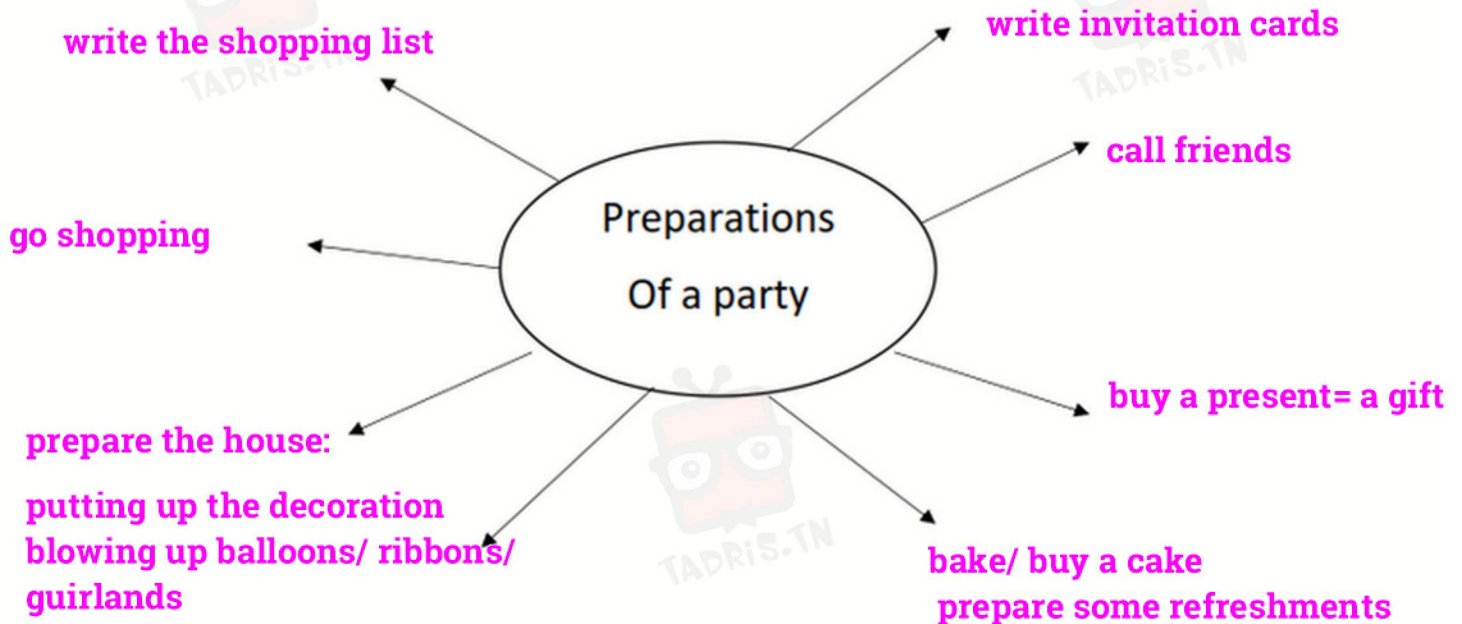 write the shopping list
write invitation cards
TADRiS.TN
TADRiS.TN
call friends
Preparations
Of a party
go shopping
buy a present= a gift
prepare the house:
putting up the decoration
blowing up balloons/ ribbons/
guirlands
TADRiS.TN
bake/ buy a cake
prepare some refreshments